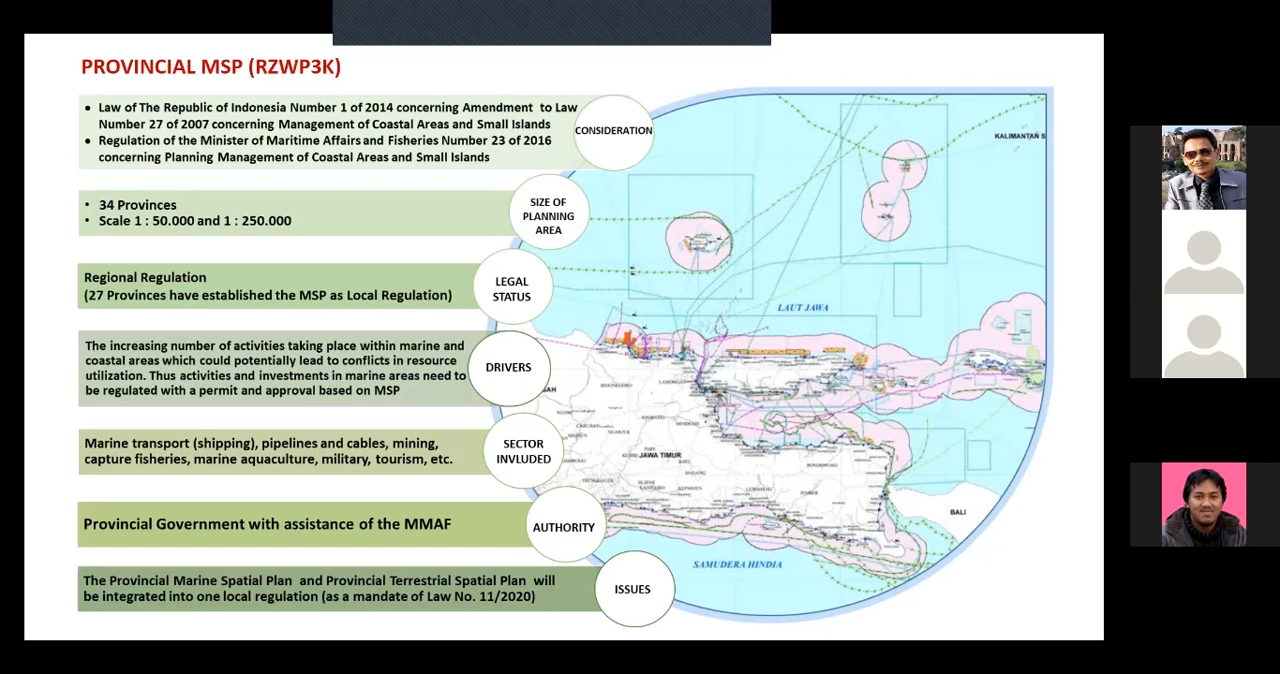 PROVINCIAL MSP (RZWP3K)
• Law of The Republic of Indonesia Number 1 of 2014 concerning Amendment to Law
Number 27 of 2007 concerning Management of Coastal Areas and Small Islands
• Regulation of the Minister of Maritime Affairs and Fisheries Number 23 of 2016
concerning Planning Management of Coastal Areas and Small Islands
CONSIDERATION
• 34 Provinces
• Scale 1 : 50.000 and 1 : 250.000
SIZE OF
PLANNING
AREA
Regional Regulation
(27 Provinces have established the MSP as Local Regulation)
LEGAL
STATUS
The increasing number of activities taking place within marine and
coastal areas which could potentially lead to conflicts in resource
utilization. Thus activities and investments in marine areas need to
be regulated with a permit and approval based on MSP
DRIVERS
Marine transport (shipping), pipelines and cables, mining,
capture fisheries, marine aquaculture, military, tourism, etc.
SECTOR
INVLUDED
Provincial Government with assistance of the MMAF
AUTHORITY
The Provincial Marine Spatial Plan and Provincial Terrestrial Spatial Plan will
be integrated into one local regulation (as a mandate of Law No. 11/2020)
ISSUES
KALIMANTAN S
LAUT JAWA
JAWA TIMUR
BALI
SAMUDERA HINDIA